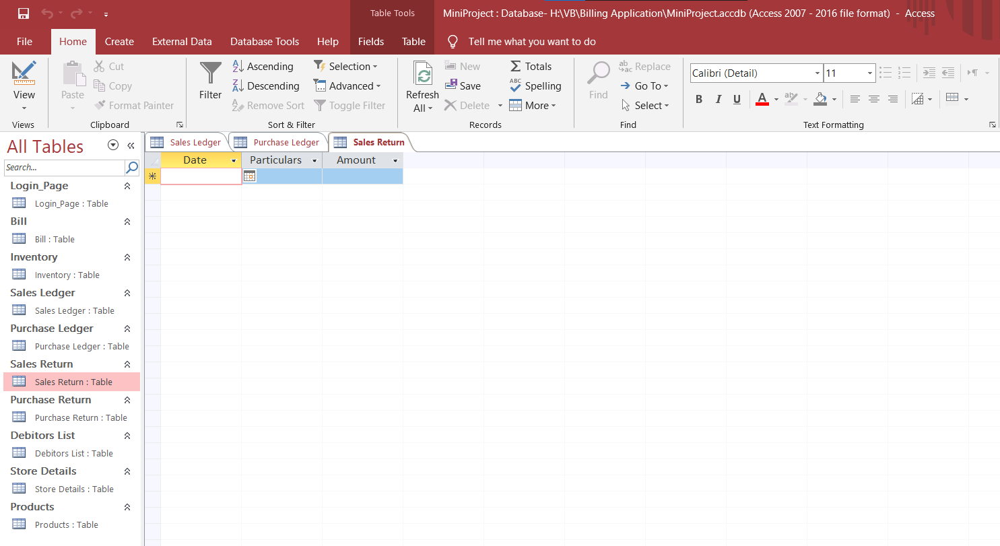 Table Tools
MiniProject : Database- H:\VB\Billing Application\MiniProject.accdb (Access 2007 - 2016 file format) - Access
File Home Create External Data Database Tools Help Fields Table Tell me what you want to do
View
Views
Paste
Cut
Copy
Format Painter
Clipboard
Filter
Ascending
Descending
Remove Sort
Selection
Advanced
Toggle Filter
Sort & Filter
Refresh
All
New
Save
Delete
Totals
Spelling
More
Records
Find
Replace
Go To
Select
Find
Calibri (Detail) 11
B I U A
Text Formatting
All Tables
Search...
Login_Page
Login_Page : Table
Bill
Bill : Table
Inventory
Inventory : Table
Sales Ledger
Sales Ledger : Table
Purchase Ledger
Purchase Ledger : Table
Sales Return
Sales Return : Table
Purchase Return
Purchase Return : Table
Debitors List
Debitors List : Table
Store Details
Store Details : Table
Products
Products : Table
Sales Ledger Purchase Ledger Sales Return
Date Particulars Amount